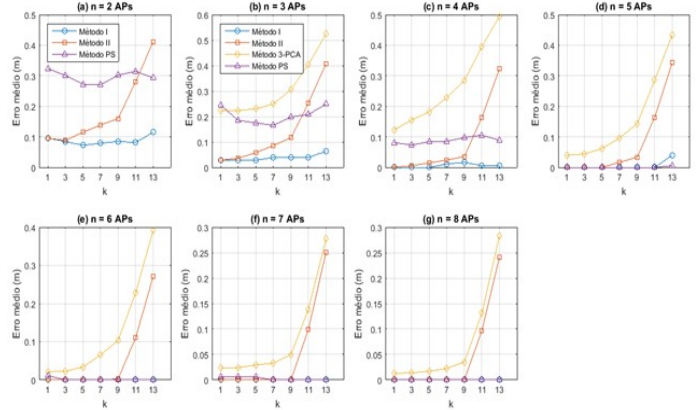 (a) n = 2 APs
(b) n = 3 APs
(c) n = 4 APs
(d) n = 5 APs
0.5
0.4
0.3
0.2
0.1
0
Erro médio (m)
Método I
Método II
Método PS
1 3 5 7 9 11 13
k
0.6
0.5
0.4
0.3
0.2
0.1
0
Erro médio (m)
Método I
Método II
Método 3-PCA
Método PS
1 3 5 7 9 11 13
k
0.5
0.4
0.3
0.2
0.1
0
Erro médio (m)
1 3 5 7 9 11 13
k
0.5
0.4
0.3
0.2
0.1
0
Erro médio (m)
1 3 5 7 9 11 13
k
(e) n = 6 APs
(f) n = 7 APs
(g) n = 8 APs
0.4
0.3
0.2
0.1
0
Erro médio (m)
1 3 5 7 9 11 13
k
0.3
0.25
0.2
0.15
0.1
0.05
0
Erro médio (m)
1 3 5 7 9 11 13
k
0.3
0.25
0.2
0.15
0.1
0.05
0
Erro médio (m)
1 3 5 7 9 11 13
k